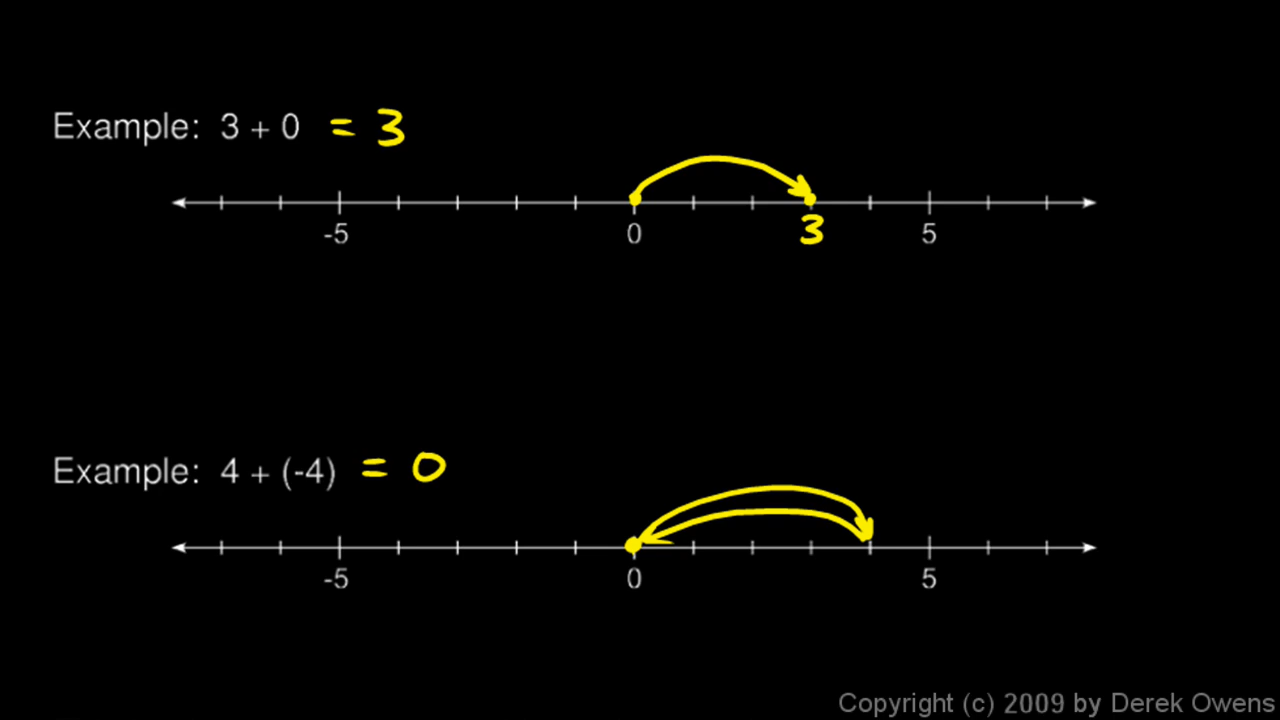 Example: 3 + 0 = 3
-5 0 3 5
Example: 4 + (-4) = 0
-5 0 5
Copyright (c) 2009 by Derek Owens